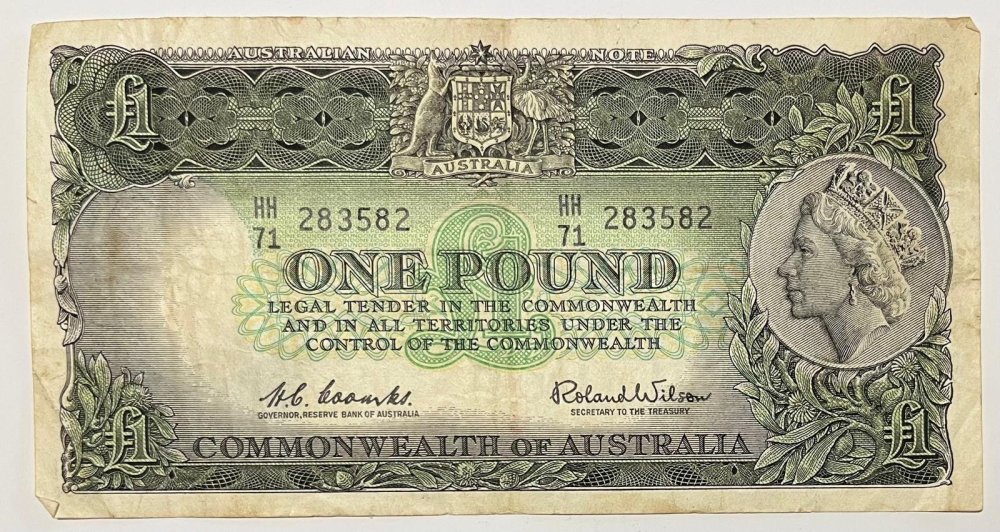 AUSTRALIAN NOTE
£1 £1
AUSTRALIA
HH 71 283582 HH 71 283582
ONE POUND
LEGAL TENDER IN THE COMMONWEALTH
AND IN ALL TERRITORIES UNDER THE
CONTROL OF THE COMMONWEALTH
H.C. Coombs. Roland Wilson
GOVERNOR, RESERVE BANK OF AUSTRALIA SECRETARY TO THE TREASURY
£1 COMMONWEALTH OF AUSTRALIA £1